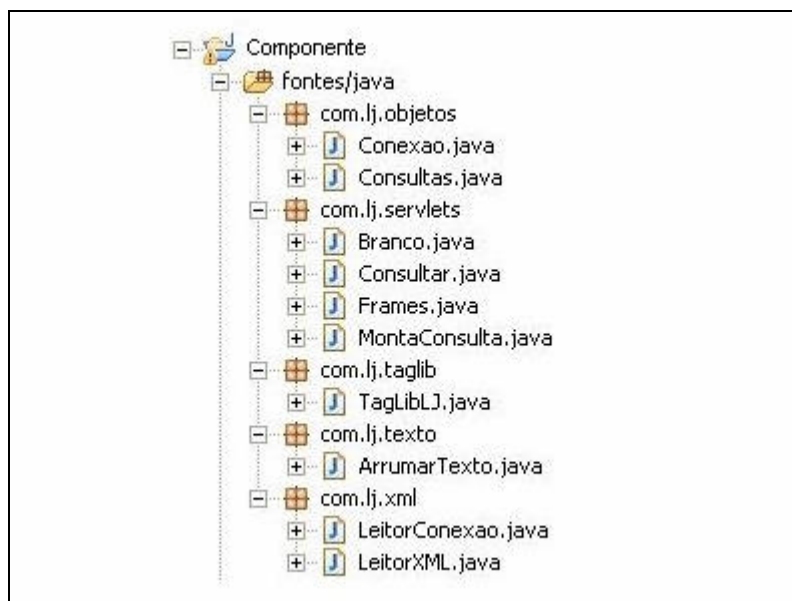 Componente
fontes/java
com.lj.objetos
Conexao.java
Consultas.java
com.lj.servlets
Branco.java
Consultar.java
Frames.java
MontaConsulta.java
com.lj.taglib
TagLibLJ.java
com.lj.texto
ArrumarTexto.java
com.lj.xml
LeitorConexao.java
LeitorXML.java